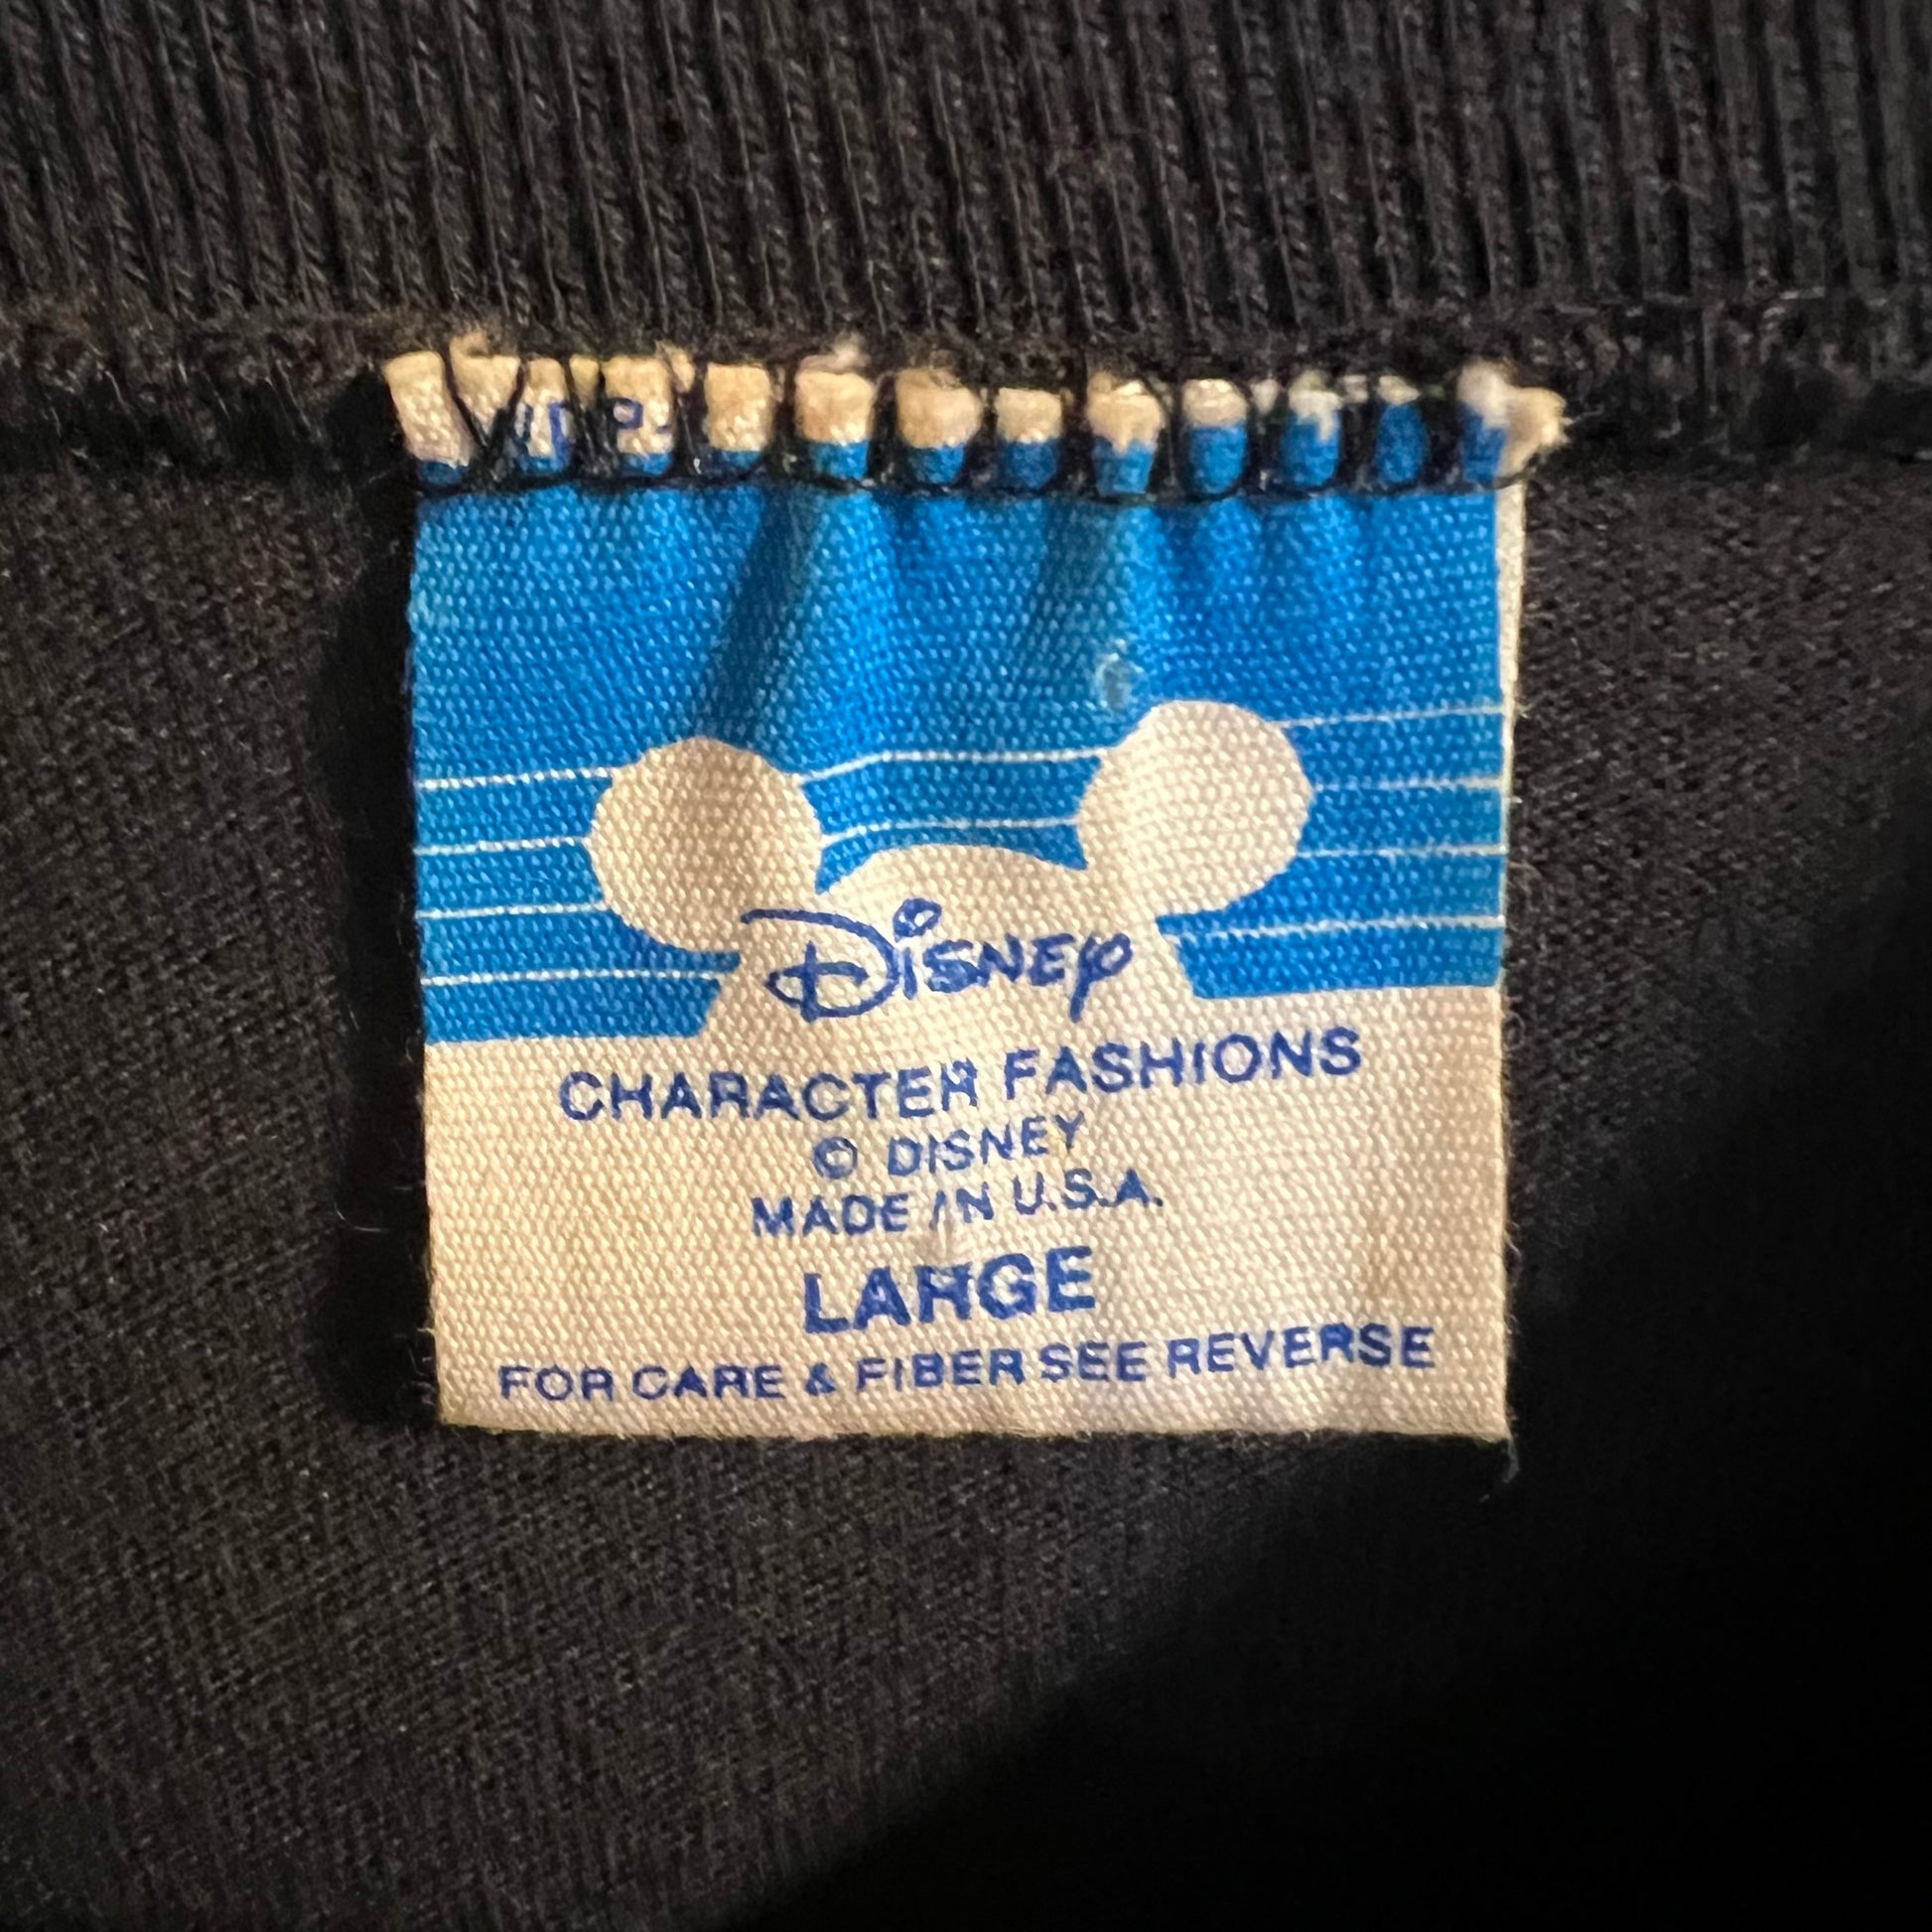 Disney
CHARACTER FASHIONS
© DISNEY
MADE IN U.S.A.
LARGE
FOR CARE & FIBER SEE REVERSE